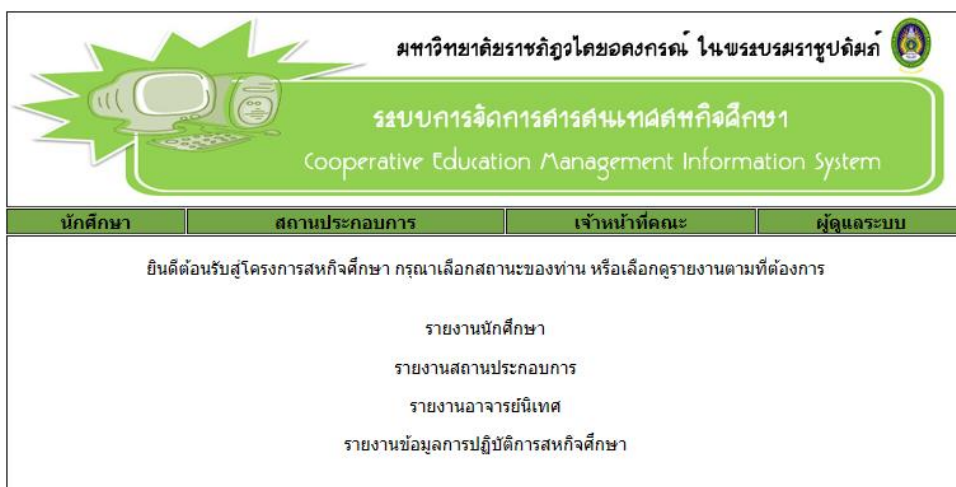 มหาวิทยาลัยราชภัฏวไลยอลงกรณ์ ในพระบรมราชูปถัมภ์
ระบบการจัดการสารสนเทศสหกิจศึกษา
Cooperative Education Management Information System
นักศึกษา สถานประกอบการ เจ้าหน้าที่คณะ ผู้ดูแลระบบ
ยินดีต้อนรับสู่โครงการสหกิจศึกษา กรุณาเลือกสถานะของท่าน หรือเลือกดูรายงานตามที่ต้องการ
รายงานนักศึกษา
รายงานสถานประกอบการ
รายงานอาจารย์นิเทศ
รายงานข้อมูลการปฏิบัติการสหกิจศึกษา